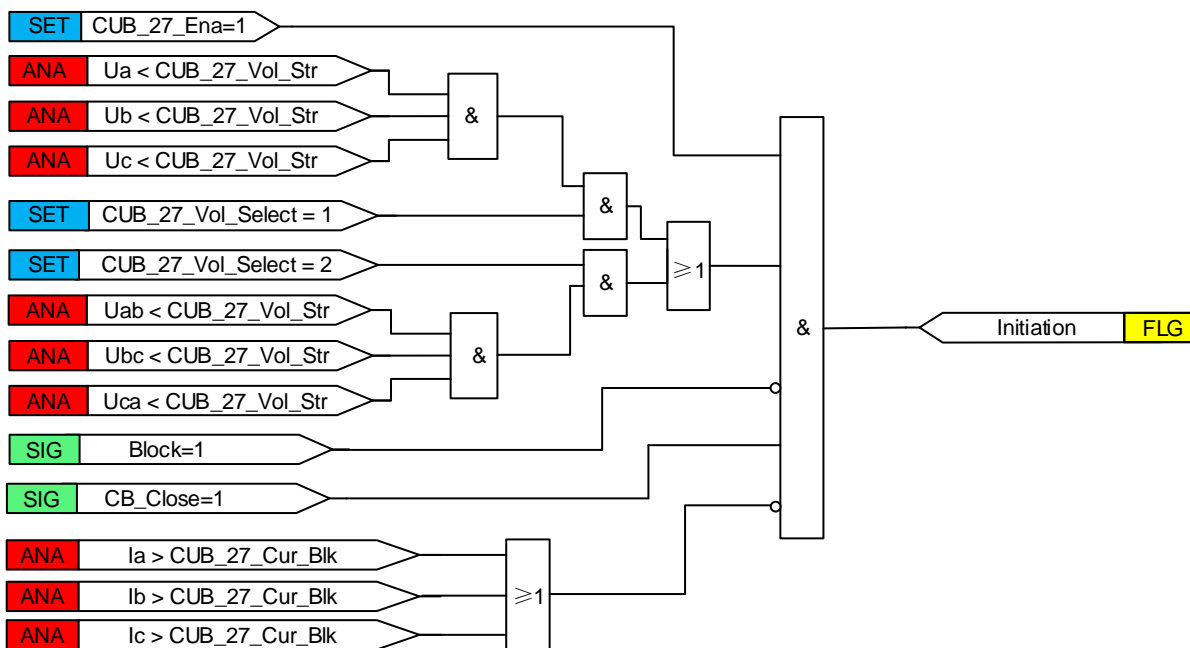 SET CUB_27_Ena=1
ANA Ua < CUB_27_Vol_Str
ANA Ub < CUB_27_Vol_Str
&
ANA Uc < CUB_27_Vol_Str
&
SET CUB_27_Vol_Select = 1
SET CUB_27_Vol_Select = 2
≥1
&
ANA Uab < CUB_27_Vol_Str
& Initiation FLG
ANA Ubc < CUB_27_Vol_Str
&
ANA Uca < CUB_27_Vol_Str
SIG Block=1
SIG CB_Close=1
ANA Ia > CUB_27_Cur_Blk
ANA Ib > CUB_27_Cur_Blk
≥1
ANA Ic > CUB_27_Cur_Blk